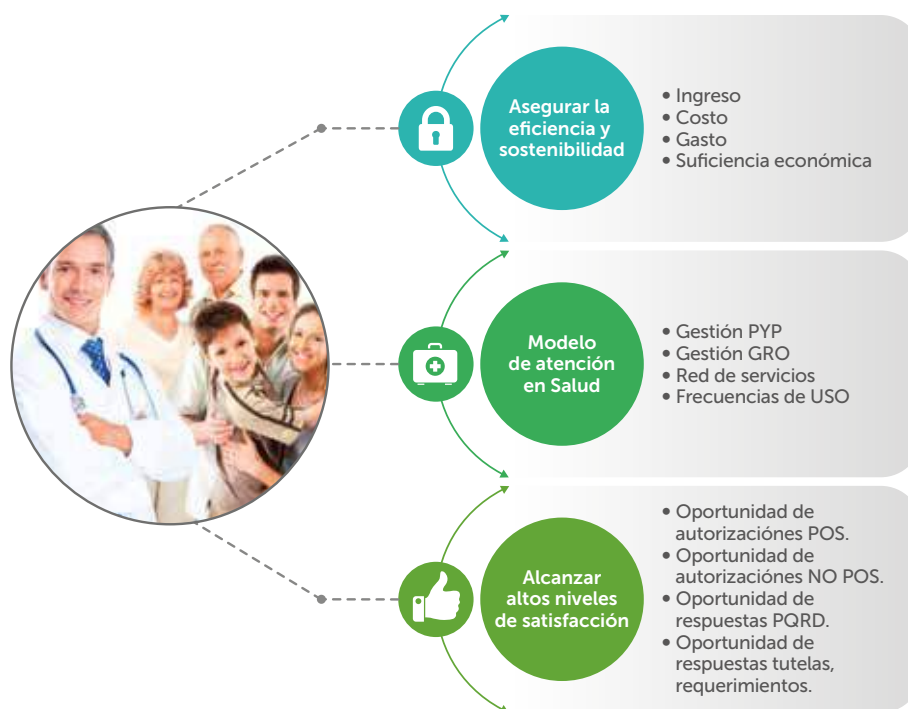 Asegurar la
eficiencia y
sostenibilidad
• Ingreso
• Costo
• Gasto
• Suficiencia económica
Modelo
de atención
en Salud
• Gestión PYP
• Gestión GRO
• Red de servicios
• Frecuencias de USO
Alcanzar
altos niveles
de satisfacción
• Oportunidad de
autorizaciónes POS.
• Oportunidad de
autorizaciónes NO POS.
• Oportunidad de
respuestas PQRD.
• Oportunidad de
respuestas tutelas,
requerimientos.